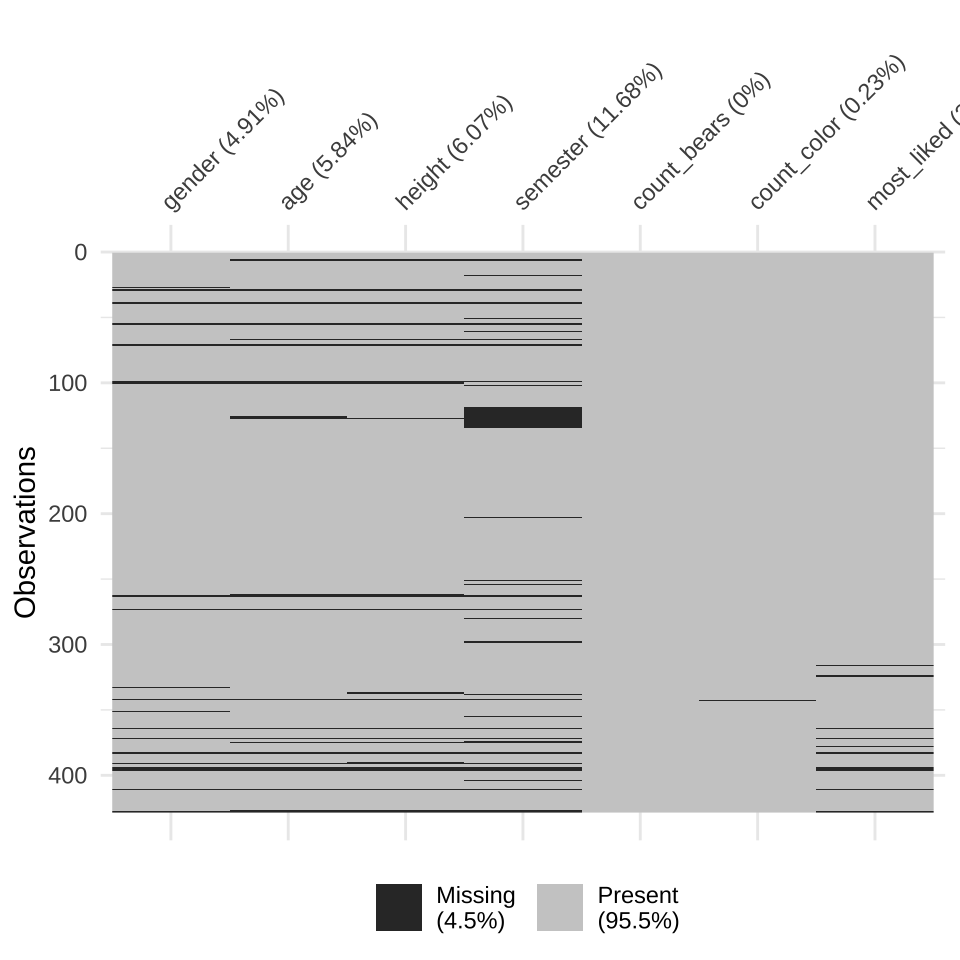 gender (4.91%)
age (5.84%)
height (6.07%)
semester (11.68%)
count_bears (0%)
count_color (0.23%)
most_liked
0
100
200
300
400
Observations
Missing
(4.5%)
Present
(95.5%)